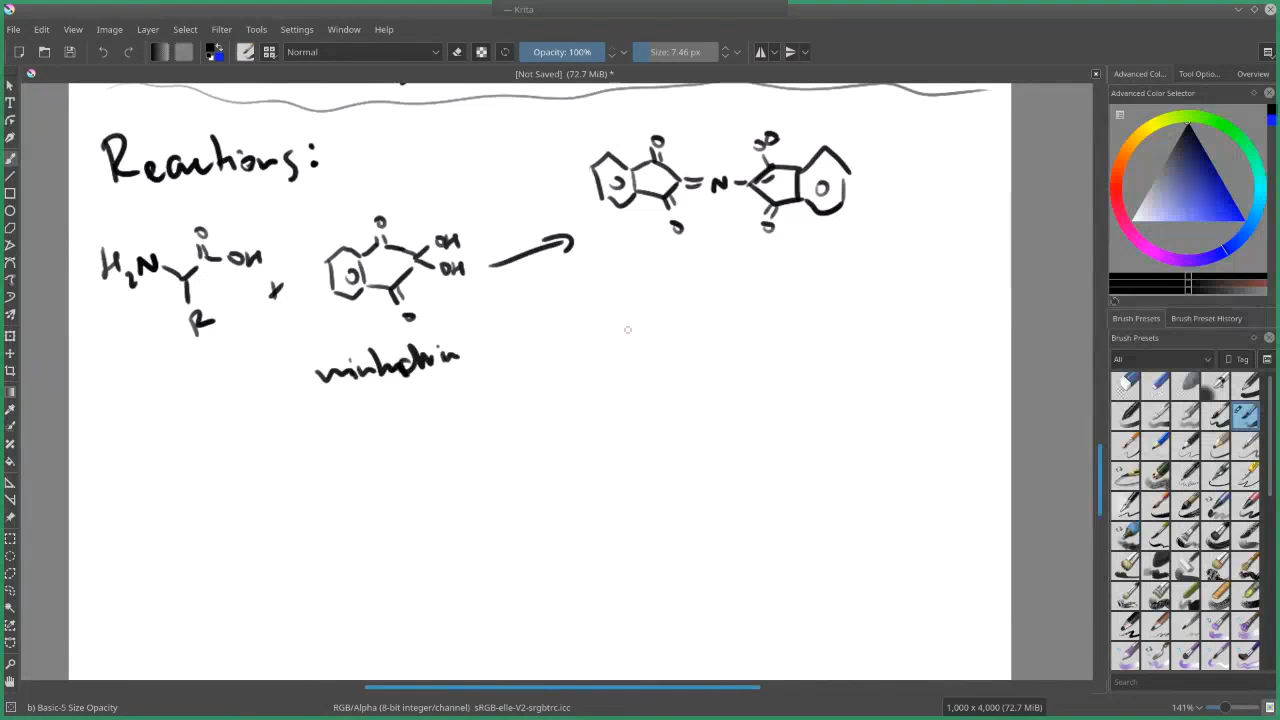 — Krita
File Edit View Image Layer Select Filter Tools Settings Window Help
Normal
Opacity: 100%
Size: 7.46 px
[Not Saved] (72.7 MiB) *
Advanced Col... Tool Optio... Overview
Advanced Color Selector
Reactions:
O O O
H₂N OH
R
+
O OH
O OH
O
ninhydrin
O O⊖
O N O
O O
Brush Presets Brush Preset History
Brush Presets
All
Tag
Search
b) Basic-5 Size Opacity
RGB/Alpha (8-bit integer/channel) sRGB-elle-V2-srgbtrc.icc
1,000 x 4,000 (72.7 MiB)
141%